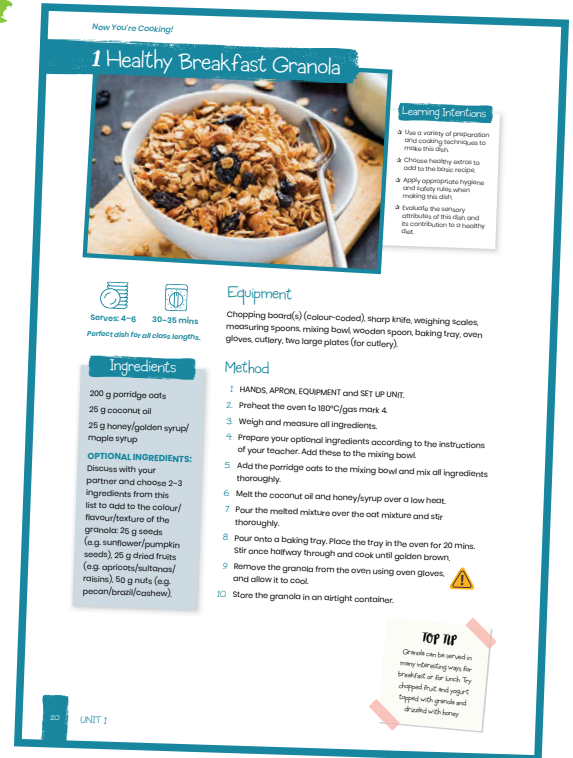 Now You're Cooking!
1 Healthy Breakfast Granola
Learning Intentions
Use a variety of preparation
and cooking techniques to
make this dish.
Choose healthy extras to
add to the basic recipe.
Apply appropriate hygiene
and safety rules when
making this dish.
Evaluate the sensory
attributes of this dish and
its contribution to a healthy
diet.
Serves: 4–6
30–35 mins
Perfect dish for all class lengths.
Equipment
Chopping board(s) (colour-coded), sharp knife, weighing scales,
measuring spoons, mixing bowl, wooden spoon, baking tray, oven
gloves, cutlery, two large plates (for cutlery).
Ingredients
200 g porridge oats
25 g coconut oil
25 g honey/golden syrup/
maple syrup
OPTIONAL INGREDIENTS:
Discuss with your
partner and choose 2–3
ingredients from this
list to add to the colour/
flavour/texture of the
granola: 25 g seeds
(e.g. sunflower/pumpkin
seeds), 25 g dried fruits
(e.g. apricots/sultanas/
raisins), 50 g nuts (e.g.
pecan/brazil/cashew).
Method
1 HANDS, APRON, EQUIPMENT and SET UP UNIT.
2. Preheat the oven to 180°C/gas mark 4.
3. Weigh and measure all ingredients.
4. Prepare your optional ingredients according to the instructions
of your teacher. Add these to the mixing bowl.
5 Add the porridge oats to the mixing bowl and mix all ingredients
thoroughly.
6 Melt the coconut oil and honey/syrup over a low heat.
7 Pour the melted mixture over the oat mixture and stir
thoroughly.
8 Pour onto a baking tray. Place the tray in the oven for 20 mins.
Stir once halfway through and cook until golden brown.
9 Remove the granola from the oven using oven gloves,
and allow it to cool.
10 Store the granola in an airtight container.
TOP TIP
Granola can be served in
many interesting ways for
breakfast or for lunch. Try
chopped fruit and yogurt
topped with granola and
drizzled with honey
20
UNIT 1